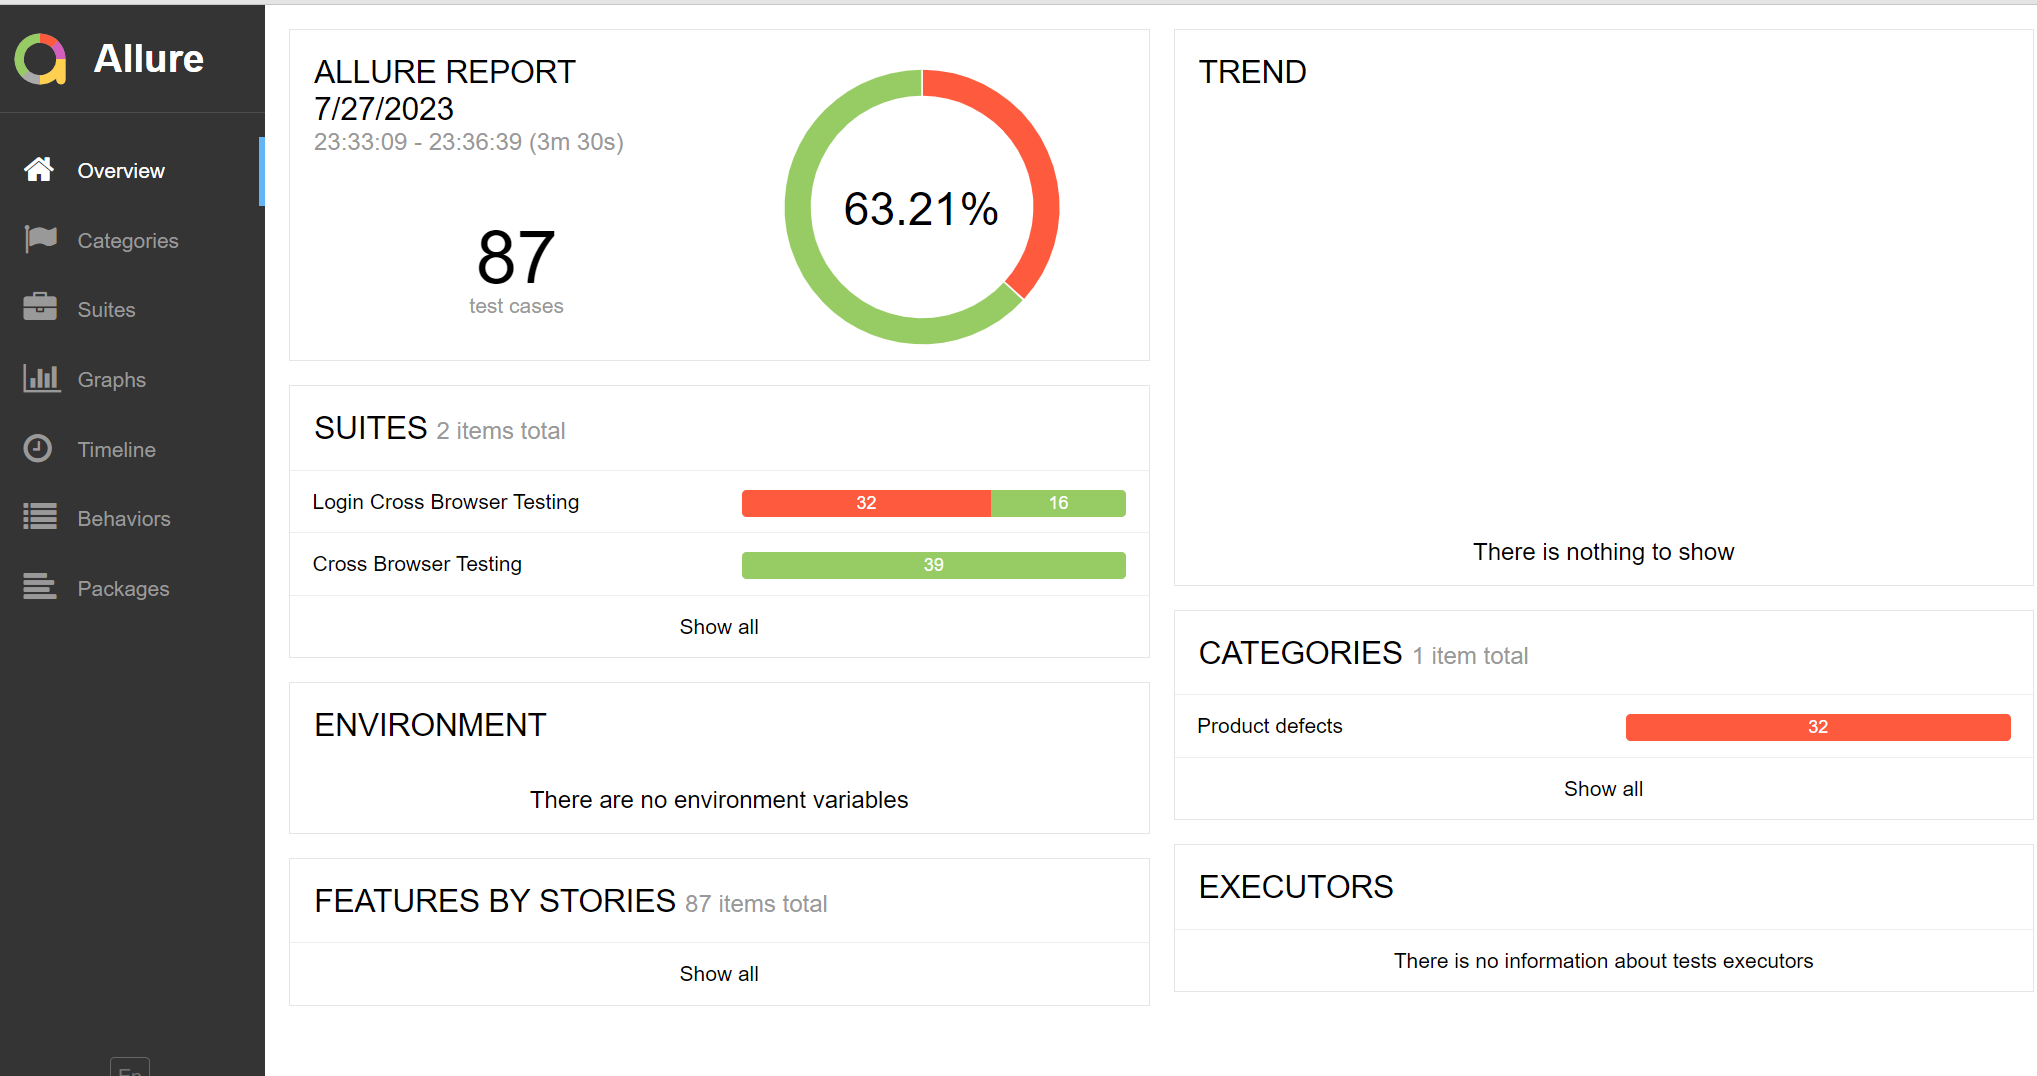 Allure
Overview
Categories
Suites
Graphs
Timeline
Behaviors
Packages
En
ALLURE REPORT
7/27/2023
23:33:09 - 23:36:39 (3m 30s)
87
test cases
63.21%
SUITES 2 items total
Login Cross Browser Testing 32 16
Cross Browser Testing 39
Show all
ENVIRONMENT
There are no environment variables
FEATURES BY STORIES 87 items total
Show all
TREND
There is nothing to show
CATEGORIES 1 item total
Product defects 32
Show all
EXECUTORS
There is no information about tests executors